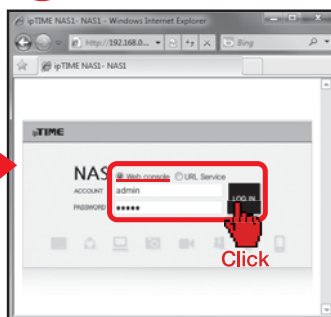 ipTIME NAS1- NAS1 - Windows Internet Explorer
http://192.168.0... Bing
ipTIME NAS1- NAS1
ipTIME
NAS Web console URL Service
ACCOUNT admin
PASSWORD •••••
LOG IN
Click